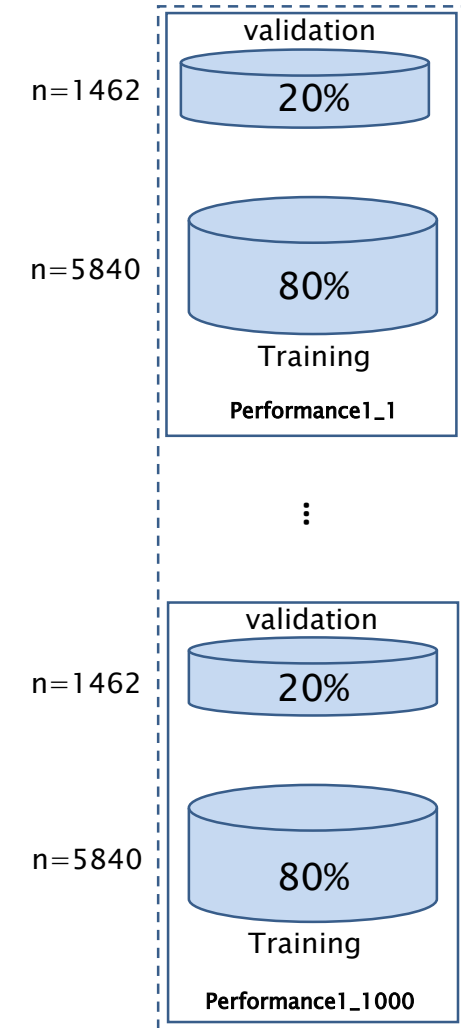 validation
n=1462
20%
n=5840
80%
Training
Performance1_1
...
validation
n=1462
20%
n=5840
80%
Training
Performance1_1000